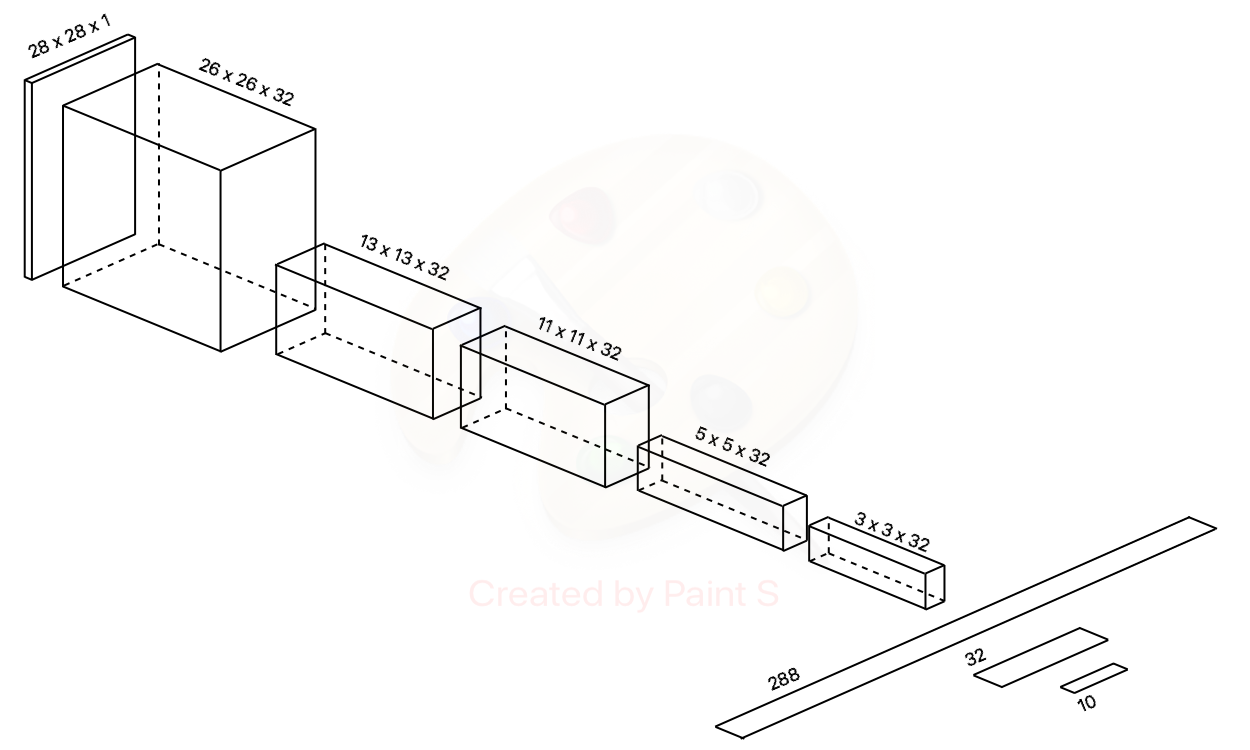 28 x 28 x 1
26 x 26 x 32
13 x 13 x 32
11 x 11 x 32
5 x 5 x 32
3 x 3 x 32
288
32
10
Created by Paint S